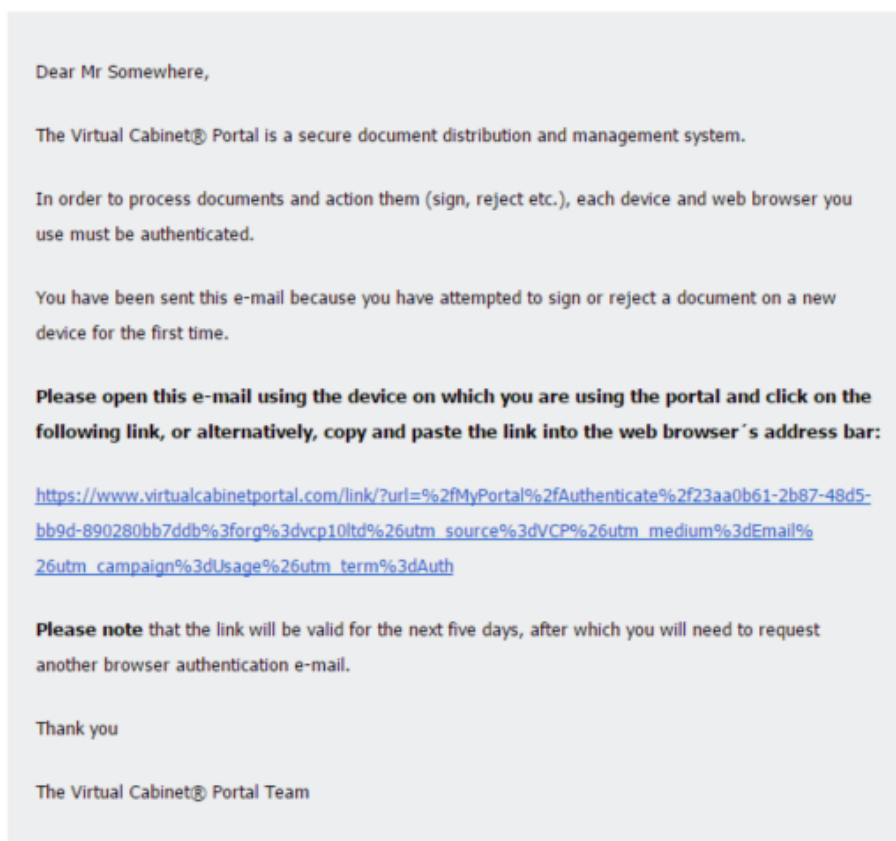 Dear Mr Somewhere,
The Virtual Cabinet® Portal is a secure document distribution and management system.
In order to process documents and action them (sign, reject etc.), each device and web browser you
use must be authenticated.
You have been sent this e-mail because you have attempted to sign or reject a document on a new
device for the first time.
Please open this e-mail using the device on which you are using the portal and click on the
following link, or alternatively, copy and paste the link into the web browser´s address bar:
https://www.virtualcabinetportal.com/link/?url=%2fMyPortal%2fAuthenticate%2f23aa0b61-2b87-48d5-
bb9d-890280bb7ddb%3forg%3dvcp10ltd%26utm_source%3dVCP%26utm_medium%3dEmail%
26utm_campaign%3dUsage%26utm_term%3dAuth
Please note that the link will be valid for the next five days, after which you will need to request
another browser authentication e-mail.
Thank you
The Virtual Cabinet® Portal Team